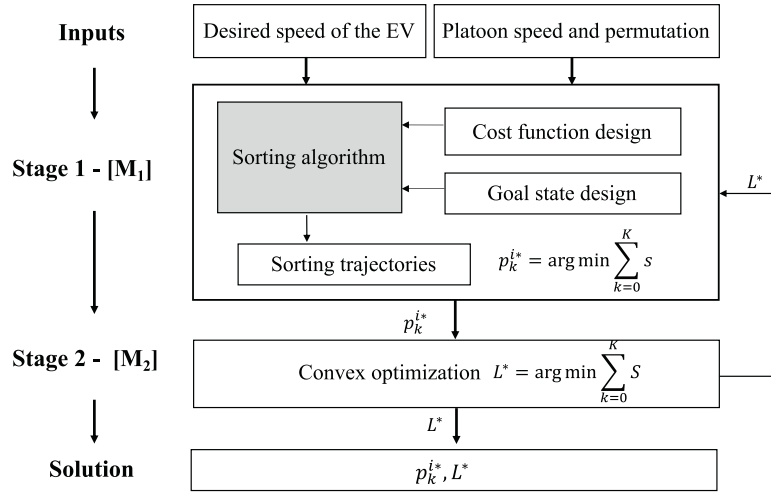 Inputs
Desired speed of the EV
Platoon speed and permutation
Stage 1 - [M₁]
Sorting algorithm
Cost function design
Goal state design
L*
Sorting trajectories
p_k^{i*} = arg min ∑_{k=0}^{K} s
p_k^{i*}
Stage 2 - [M₂]
Convex optimization L* = arg min ∑_{k=0}^{K} S
L*
Solution
p_k^{i*}, L*